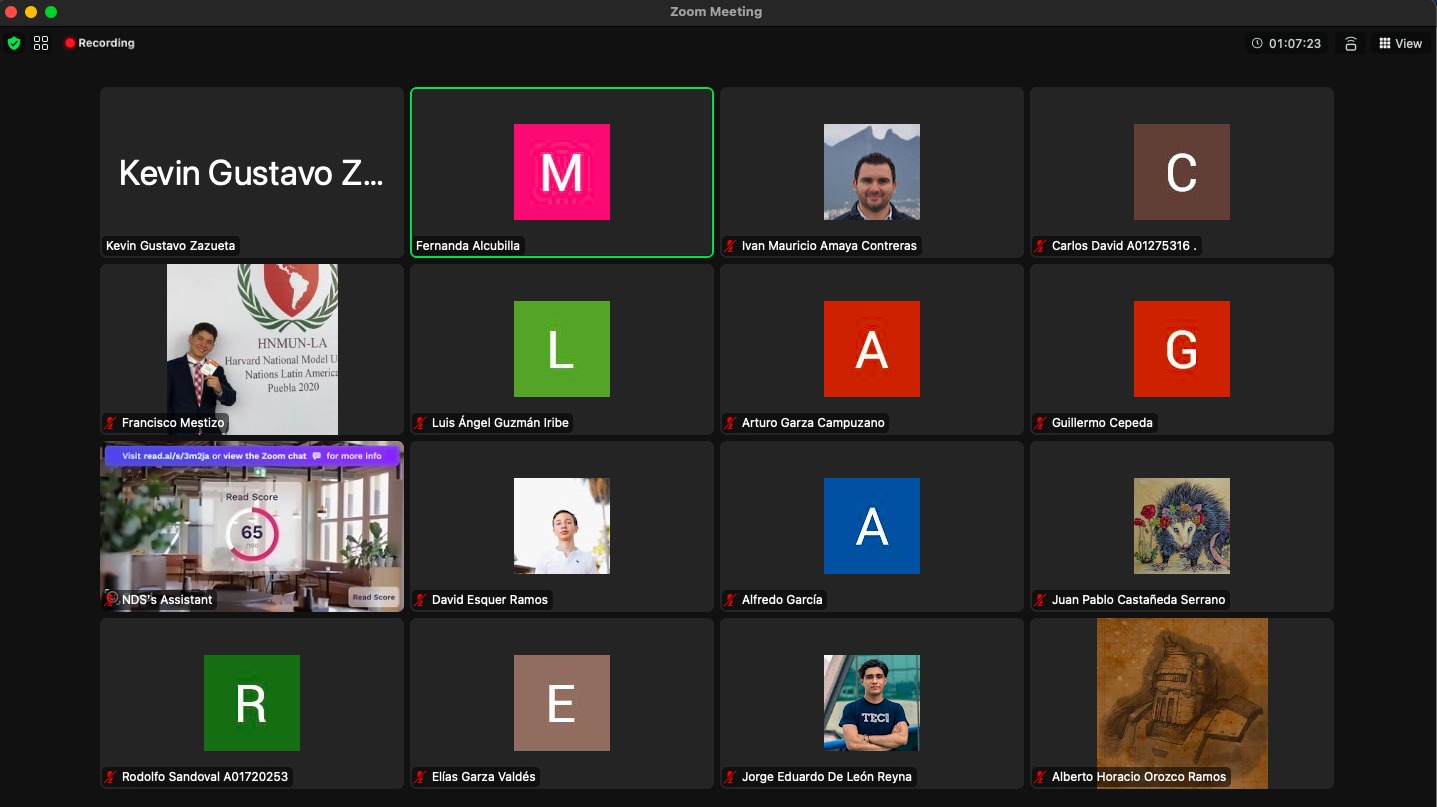 Zoom Meeting
Recording
01:07:23
View
Kevin Gustavo Z...
Kevin Gustavo Zazueta
M
Fernanda Alcubilla
Ivan Mauricio Amaya Contreras
C
Carlos David A01275316 .
HNMUN-LA
Harvard National Model U
Nations Latin America
Puebla 2020
Francisco Mestizo
L
Luis Ángel Guzmán Iribe
A
Arturo Garza Campuzano
G
Guillermo Cepeda
Visit read.ai/s/3m2ja or view the Zoom chat for more info
Read Score
65
/100
Read Score
NDS's Assistant
David Esquer Ramos
A
Alfredo García
Juan Pablo Castañeda Serrano
R
Rodolfo Sandoval A01720253
E
Elías Garza Valdés
TEC
Jorge Eduardo De León Reyna
Alberto Horacio Orozco Ramos